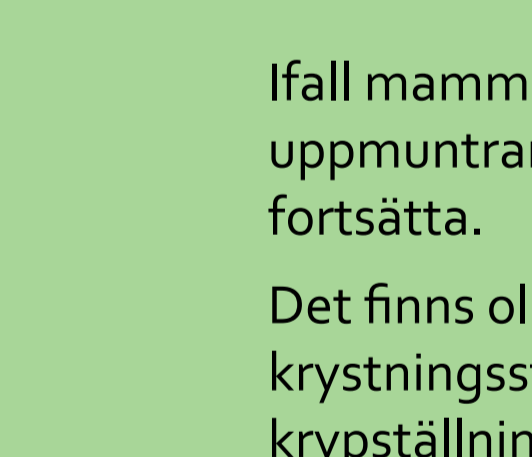 Ifall mamm
uppmuntra
fortsätta.
Det finns ol
krystningss
krypställnin